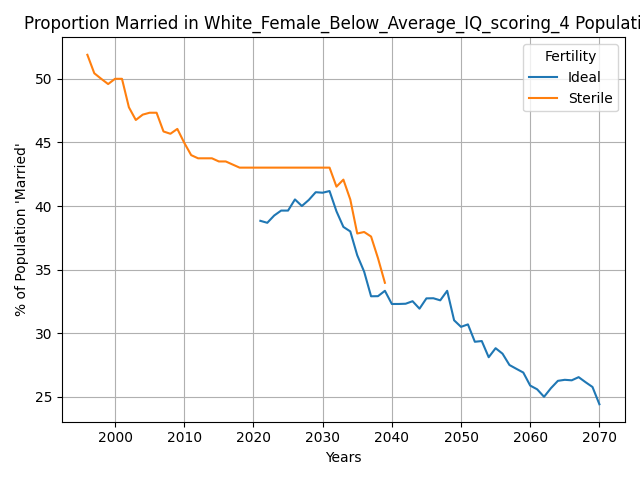 Proportion Married in White_Female_Below_Average_IQ_scoring_4 Populati
Fertility
Ideal
Sterile
% of Population 'Married'
50
45
40
35
30
25
2000 2010 2020 2030 2040 2050 2060 2070
Years